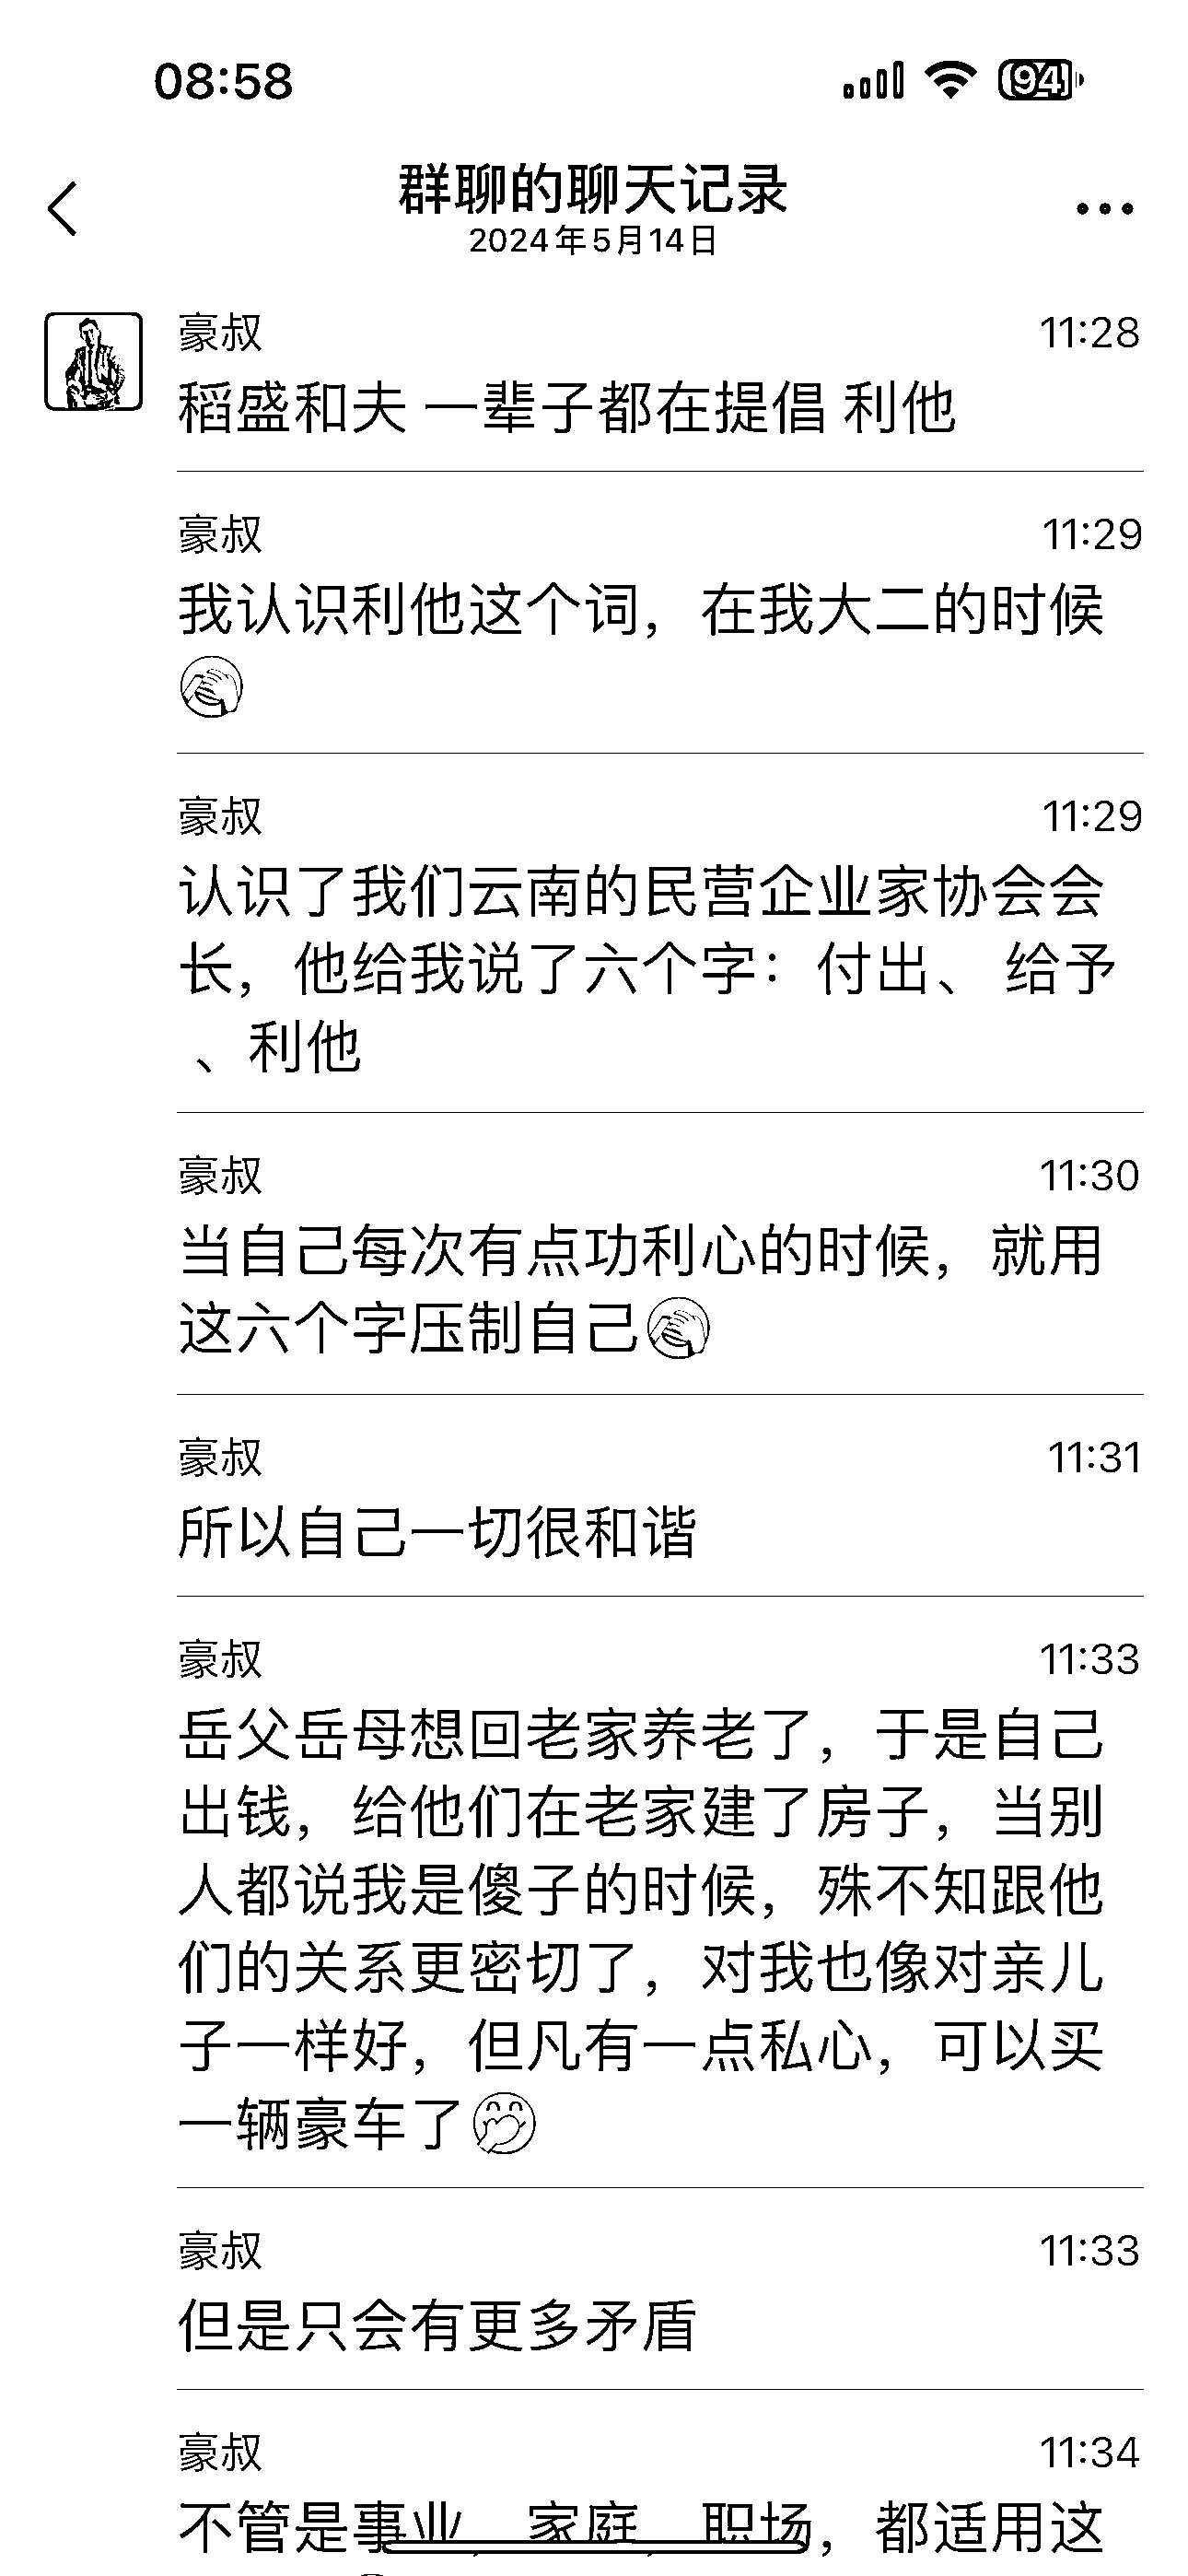 08:58
94
群聊的聊天记录
2024年5月14日
豪叔 11:28
稻盛和夫 一辈子都在提倡 利他
豪叔 11:29
我认识利他这个词，在我大二的时候
豪叔 11:29
认识了我们云南的民营企业家协会会
长，他给我说了六个字：付出、 给予
、利他
豪叔 11:30
当自己每次有点功利心的时候，就用
这六个字压制自己
豪叔 11:31
所以自己一切很和谐
豪叔 11:33
岳父岳母想回老家养老了，于是自己
出钱，给他们在老家建了房子，当别
人都说我是傻子的时候，殊不知跟他
们的关系更密切了，对我也像对亲儿
子一样好，但凡有一点私心，可以买
一辆豪车了
豪叔 11:33
但是只会有更多矛盾
豪叔 11:34
不管是事业，家庭，职场，都适用这